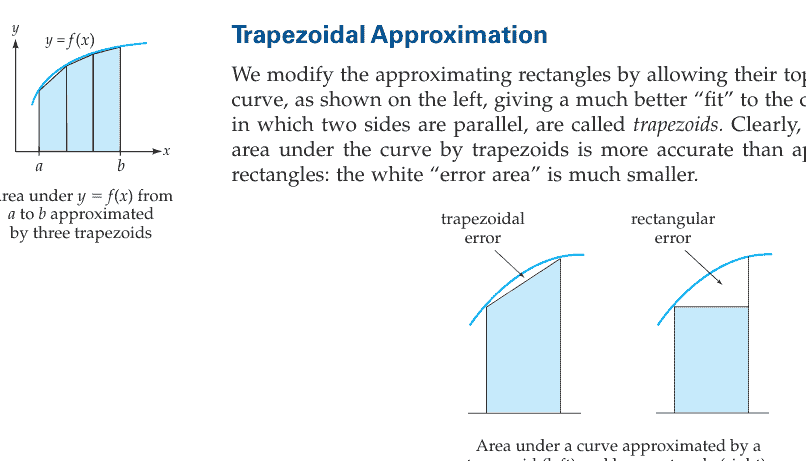 y
y = f(x)
x
a
b
Area under y = f(x) from
a to b approximated
by three trapezoids
Trapezoidal Approximation
We modify the approximating rectangles by allowing their
curve, as shown on the left, giving a much better “fit” to the
in which two sides are parallel, are called trapezoids. Clearly,
area under the curve by trapezoids is more accurate than
rectangles: the white “error area” is much smaller.
trapezoidal
error
rectangular
error
Area under a curve approximated by a